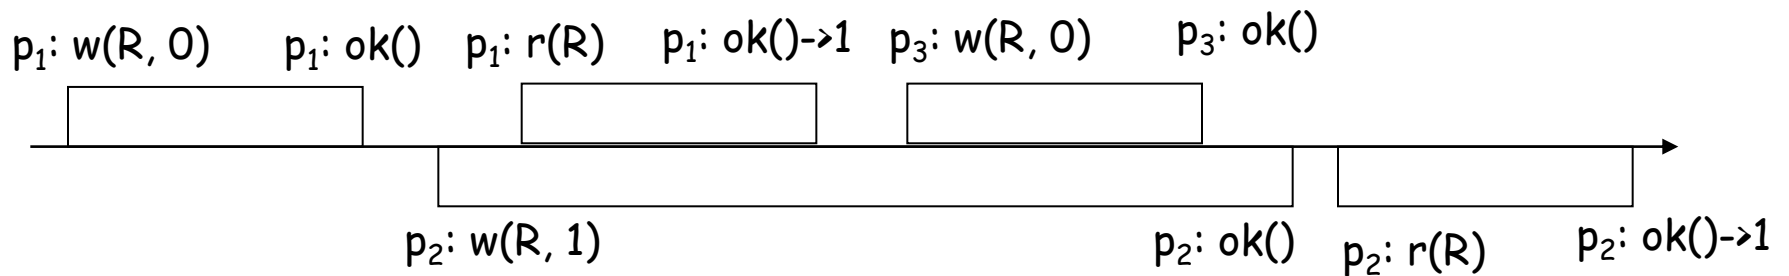 p₁: w(R, 0) p₁: ok() p₁: r(R) p₁: ok()->1 p₃: w(R, 0) p₃: ok()
p₂: w(R, 1) p₂: ok() p₂: r(R) p₂: ok()->1